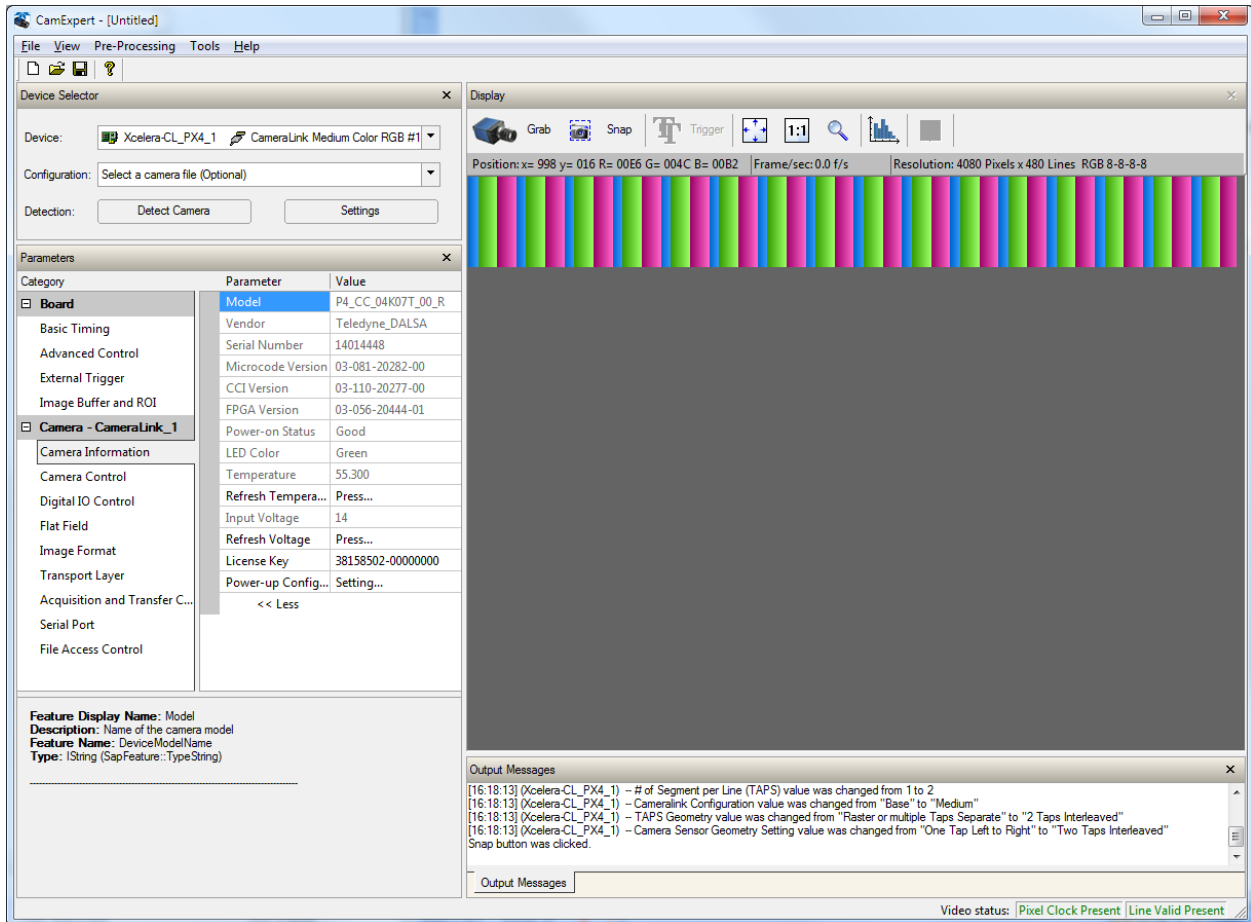 CamExpert - [Untitled]
File View Pre-Processing Tools Help
Device Selector
Device: Xcelera-CL_PX4_1 CameraLink Medium Color RGB #1
Configuration: Select a camera file (Optional)
Detection: Detect Camera Settings
Parameters
Category
Board
Basic Timing
Advanced Control
External Trigger
Image Buffer and ROI
Camera - CameraLink_1
Camera Information
Camera Control
Digital IO Control
Flat Field
Image Format
Transport Layer
Acquisition and Transfer C...
Serial Port
File Access Control
Parameter Value
Model P4_CC_04K07T_00_R
Vendor Teledyne_DALSA
Serial Number 14014448
Microcode Version 03-081-20282-00
CCI Version 03-110-20277-00
FPGA Version 03-056-20444-01
Power-on Status Good
LED Color Green
Temperature 55.300
Refresh Tempera... Press...
Input Voltage 14
Refresh Voltage Press...
License Key 38158502-00000000
Power-up Config... Setting...
<< Less
Feature Display Name: Model
Description: Name of the camera model
Feature Name: DeviceModelName
Type: IString (SapFeature::TypeString)
Display
Grab Snap Trigger 1:1
Position: x= 998 y= 016 R= 00E6 G= 004C B= 00B2 Frame/sec: 0.0 f/s Resolution: 4080 Pixels x 480 Lines RGB 8-8-8-8
Output Messages
[16:18:13] (Xcelera-CL_PX4_1) -- # of Segment per Line (TAPS) value was changed from 1 to 2
[16:18:13] (Xcelera-CL_PX4_1) -- Cameralink Configuration value was changed from "Base" to "Medium"
[16:18:13] (Xcelera-CL_PX4_1) -- TAPS Geometry value was changed from "Raster or multiple Taps Separate" to "2 Taps Interleaved"
[16:18:13] (Xcelera-CL_PX4_1) -- Camera Sensor Geometry Setting value was changed from "One Tap Left to Right" to "Two Taps Interleaved"
Snap button was clicked.
Output Messages
Video status: Pixel Clock Present Line Valid Present